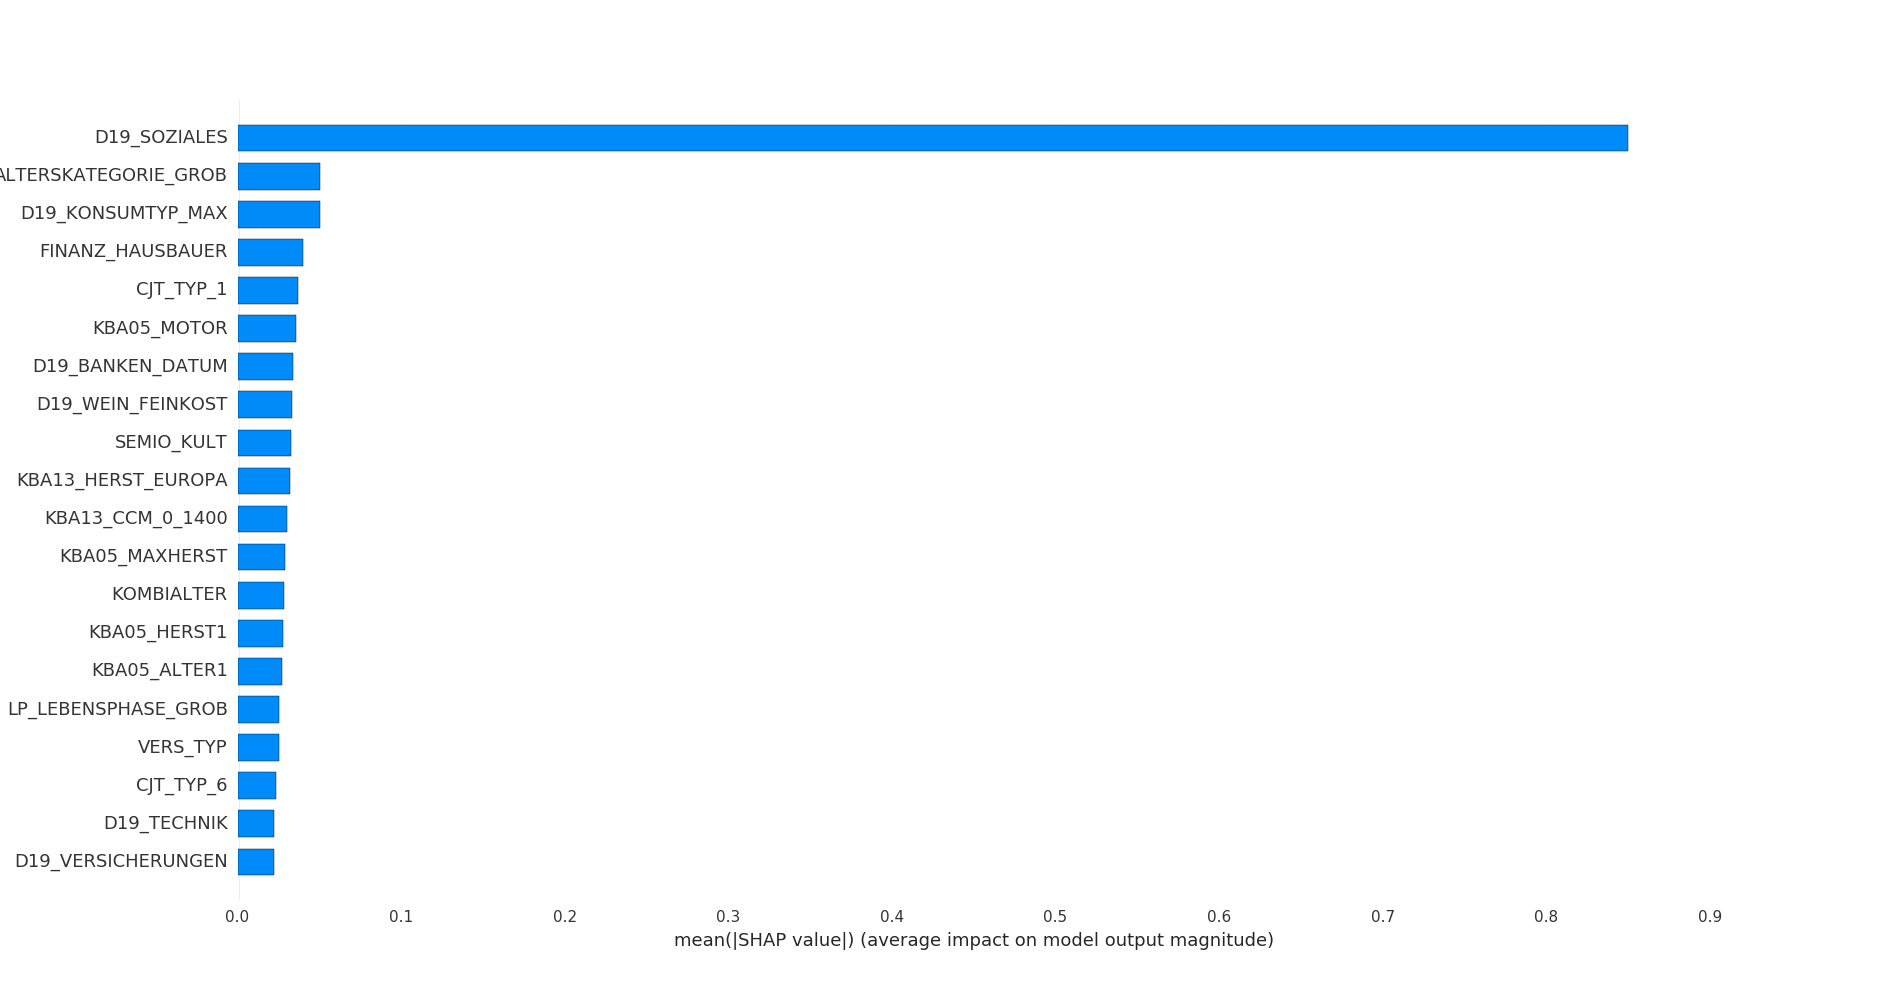 D19_SOZIALES
ALTERSKATEGORIE_GROB
D19_KONSUMTYP_MAX
FINANZ_HAUSBAUER
CJT_TYP_1
KBA05_MOTOR
D19_BANKEN_DATUM
D19_WEIN_FEINKOST
SEMIO_KULT
KBA13_HERST_EUROPA
KBA13_CCM_0_1400
KBA05_MAXHERST
KOMBIALTER
KBA05_HERST1
KBA05_ALTER1
LP_LEBENSPHASE_GROB
VERS_TYP
CJT_TYP_6
D19_TECHNIK
D19_VERSICHERUNGEN
0.0 0.1 0.2 0.3 0.4 0.5 0.6 0.7 0.8 0.9
mean(|SHAP value|) (average impact on model output magnitude)